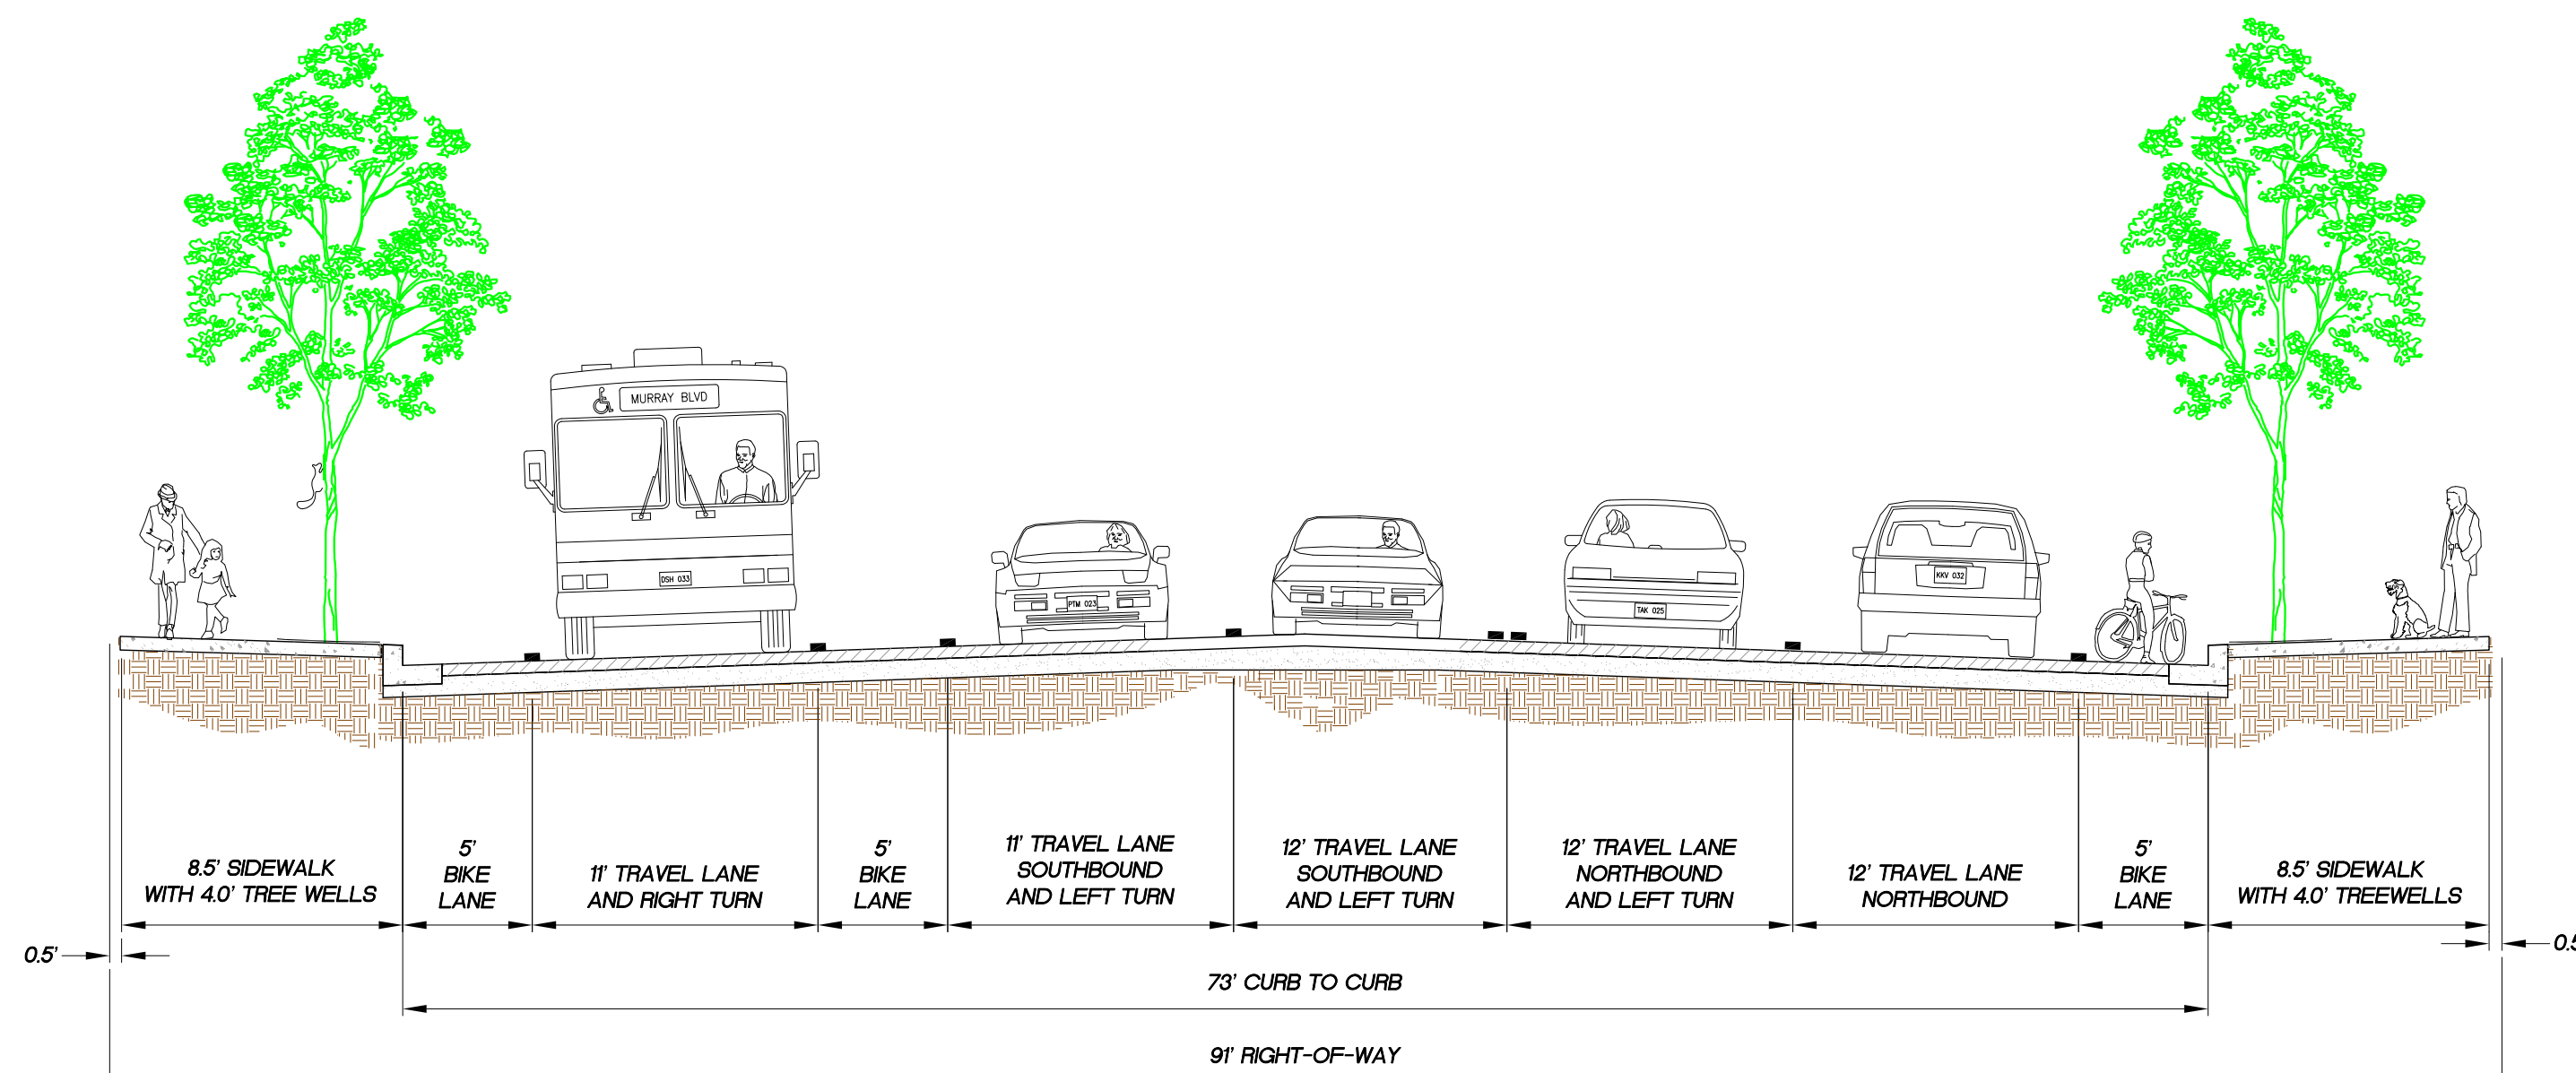 MURRAY BLVD
DSH 033
PTM 023
TAK 025
KKV 032
8.5' SIDEWALK
WITH 4.0' TREE WELLS
5'
BIKE
LANE
11' TRAVEL LANE
AND RIGHT TURN
5'
BIKE
LANE
11' TRAVEL LANE
SOUTHBOUND
AND LEFT TURN
12' TRAVEL LANE
SOUTHBOUND
AND LEFT TURN
12' TRAVEL LANE
NORTHBOUND
AND LEFT TURN
12' TRAVEL LANE
NORTHBOUND
5'
BIKE
LANE
8.5' SIDEWALK
WITH 4.0' TREEWELLS
0.5'
0.5
73' CURB TO CURB
91' RIGHT-OF-WAY